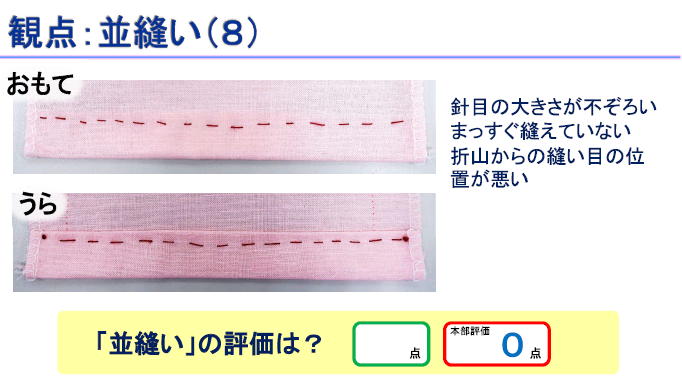 観点：並縫い（８）
おもて
針目の大きさが不ぞろい
まっすぐ縫えていない
折山からの縫い目の位
置が悪い
うら
「並縫い」の評価は？
点
本部評価
０点